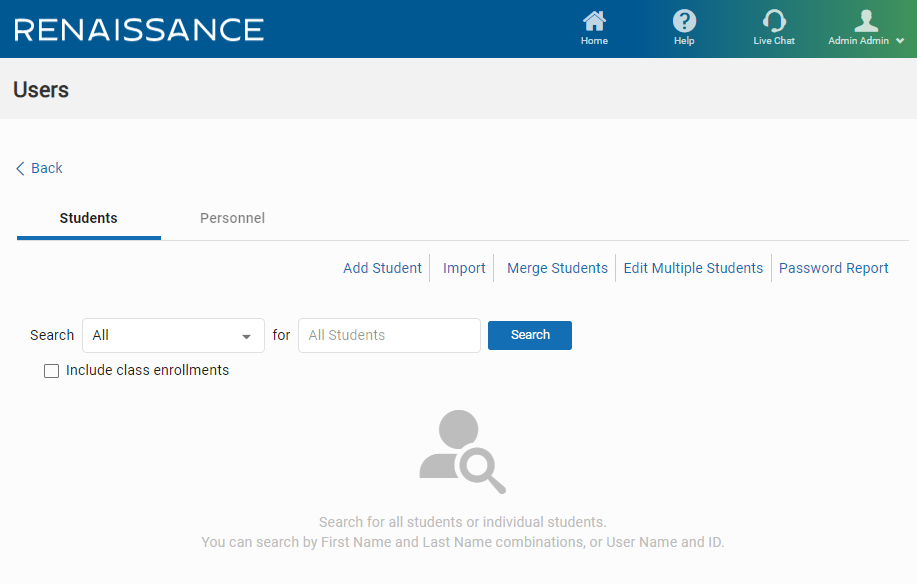 RENAISSANCE
Home
Help
Live Chat
Admin Admin
Users
Back
Students Personnel
Add Student Import Merge Students Edit Multiple Students Password Report
Search All for All Students Search
Include class enrollments
Search for all students or individual students.
You can search by First Name and Last Name combinations, or User Name and ID.